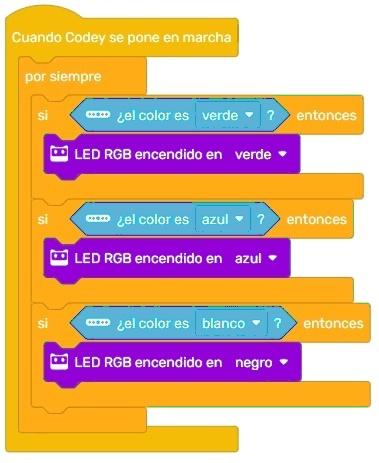 Cuando Codey se pone en marcha
por siempre
si ¿el color es verde ? entonces
LED RGB encendido en verde
si ¿el color es azul ? entonces
LED RGB encendido en azul
si ¿el color es blanco ? entonces
LED RGB encendido en negro